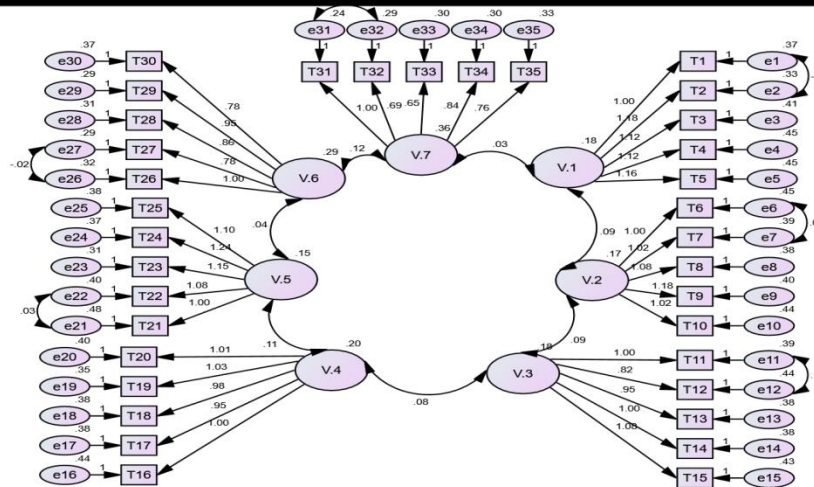 .24 .29 .30 .30 .33
e31 e32 e33 e34 e35
1 1 1 1 1
T31 T32 T33 T34 T35
1.00 .69 .65 .84 .76
.36
V.7
.12 .03
.37
e30 1 T30
.29
e29 1 T29
.31
e28 1 T28
.29
e27 1 T27
.32
e26 1 T26
-.02
.78
.95
.86
.78
1.00
.29
V.6
.04
.38
e25 1 T25
.37
e24 1 T24
.31
e23 1 T23
.40
e22 1 T22
.48
e21 1 T21
.03
1.10
1.24
1.15
1.08
1.00
.15
V.5
.11
.40
e20 1 T20
.35
e19 1 T19
.38
e18 1 T18
.38
e17 1 T17
.44
e16 1 T16
1.01
1.03
.98
.95
1.00
.20
V.4
.08
.37
T1 1 e1
.33
T2 1 e2
.41
T3 1 e3
.45
T4 1 e4
.45
T5 1 e5
1.00
1.18
1.12
1.12
1.16
.18
V.1
.09
.45
T6 1 e6
.39
T7 1 e7
.38
T8 1 e8
.40
T9 1 e9
.44
T10 1 e10
1.00
1.02
1.08
1.18
1.02
.17
V.2
.09
.39
T11 1 e11
.44
T12 1 e12
.38
T13 1 e13
.38
T14 1 e14
.43
T15 1 e15
1.00
.82
.95
1.00
1.08
.18
V.3